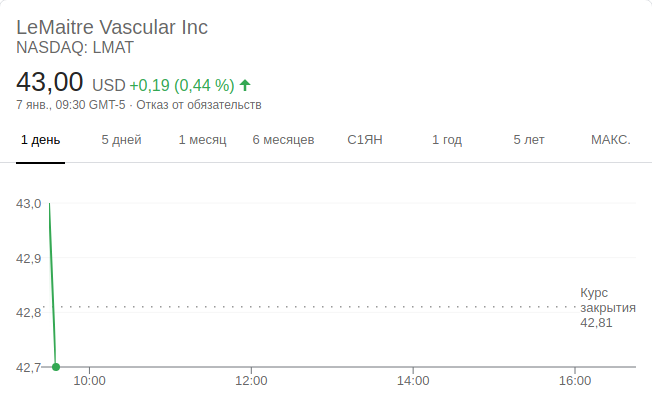 LeMaitre Vascular Inc
NASDAQ: LMAT
43,00 USD +0,19 (0,44 %)
7 янв., 09:30 GMT-5 · Отказ от обязательств
1 день 5 дней 1 месяц 6 месяцев С1ЯН 1 год 5 лет МАКС.
43,0
42,9
Курс
закрытия
42,8
42,81
42,7
10:00 12:00 14:00 16:00